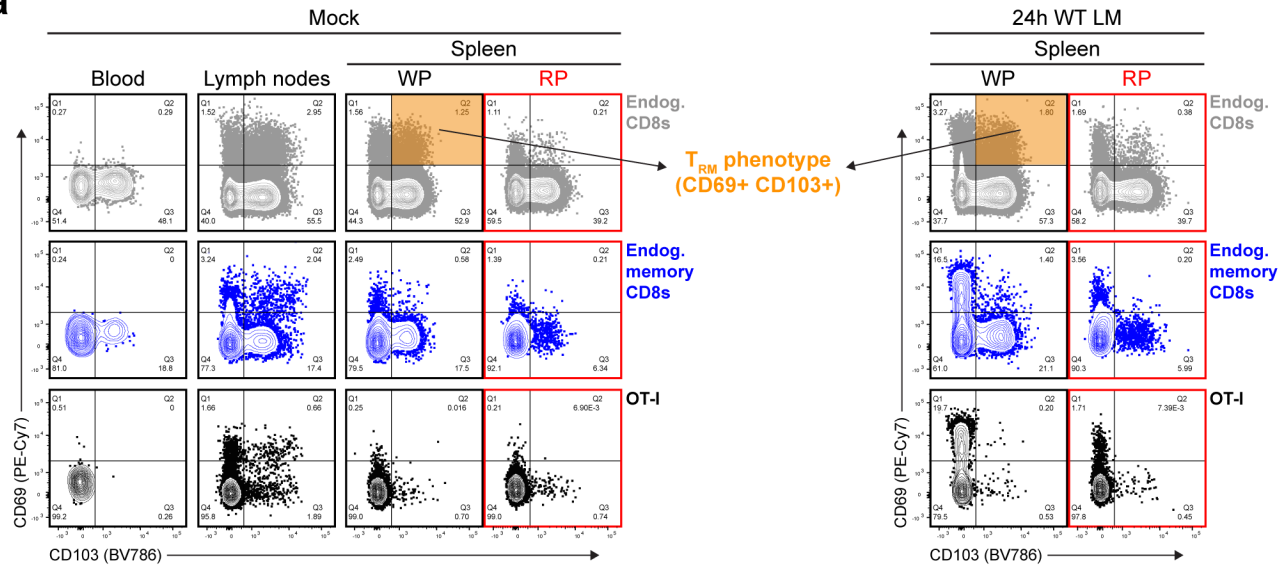 a
Mock
24h WT LM
Spleen
Spleen
Blood
Lymph nodes
WP
RP
WP
RP
Q1
0.27
Q2
0.29
Q4
51.4
Q3
48.1
Q1
1.52
Q2
2.95
Q4
40.0
Q3
55.5
Q1
1.56
Q2
1.25
Q4
44.3
Q3
52.9
Q1
1.11
Q2
0.21
Q4
59.5
Q3
39.2
Endog.
CD8s
TRM phenotype
(CD69+ CD103+)
Q1
3.27
Q2
1.80
Q4
37.7
Q3
57.3
Q1
1.69
Q2
0.38
Q4
58.2
Q3
39.7
Endog.
CD8s
Q1
0.24
Q2
0
Q4
81.0
Q3
18.8
Q1
3.24
Q2
2.04
Q4
77.3
Q3
17.4
Q1
2.49
Q2
0.58
Q4
79.5
Q3
17.5
Q1
1.39
Q2
0.21
Q4
92.1
Q3
6.34
Endog.
memory
CD8s
Q1
16.5
Q2
1.40
Q4
61.0
Q3
21.1
Q1
3.56
Q2
0.20
Q4
90.3
Q3
5.99
Endog.
memory
CD8s
Q1
0.51
Q2
0
Q4
99.2
Q3
0.26
Q1
1.66
Q2
0.66
Q4
95.8
Q3
1.89
Q1
0.25
Q2
0.016
Q4
99.0
Q3
0.70
Q1
0.21
Q2
6.90E-3
Q4
99.0
Q3
0.74
OT-I
Q1
19.7
Q2
0.20
Q4
79.5
Q3
0.53
Q1
1.71
Q2
7.39E-3
Q4
97.8
Q3
0.45
OT-I
CD69 (PE-Cy7)
CD69 (PE-Cy7)
CD103 (BV786)
CD103 (BV786)